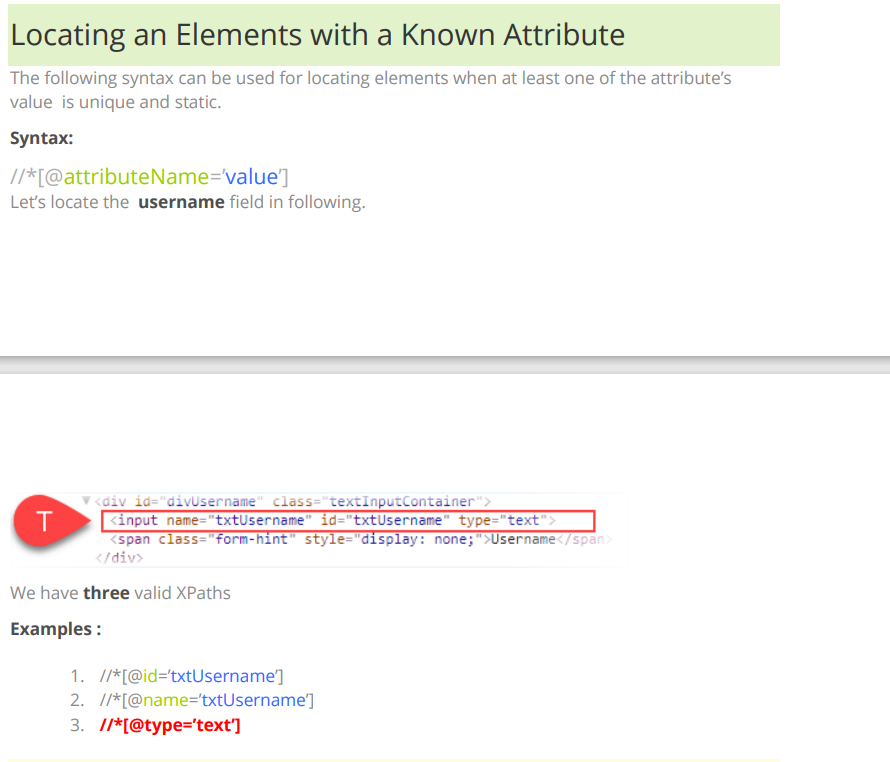 Locating an Elements with a Known Attribute
The following syntax can be used for locating elements when at least one of the attribute’s
value  is unique and static.
Syntax:
//*[@attributeName=’value’]
Let’s locate the  username field in following.
T
<div id="divUsername" class="textInputContainer">
<input name="txtUsername" id="txtUsername" type="text">
<span class="form-hint" style="display: none;">Username</span>
</div>
We have three valid XPaths
Examples :
1. //*[@id=’txtUsername’]
2. //*[@name=’txtUsername’]
3. //*[@type=’text’]